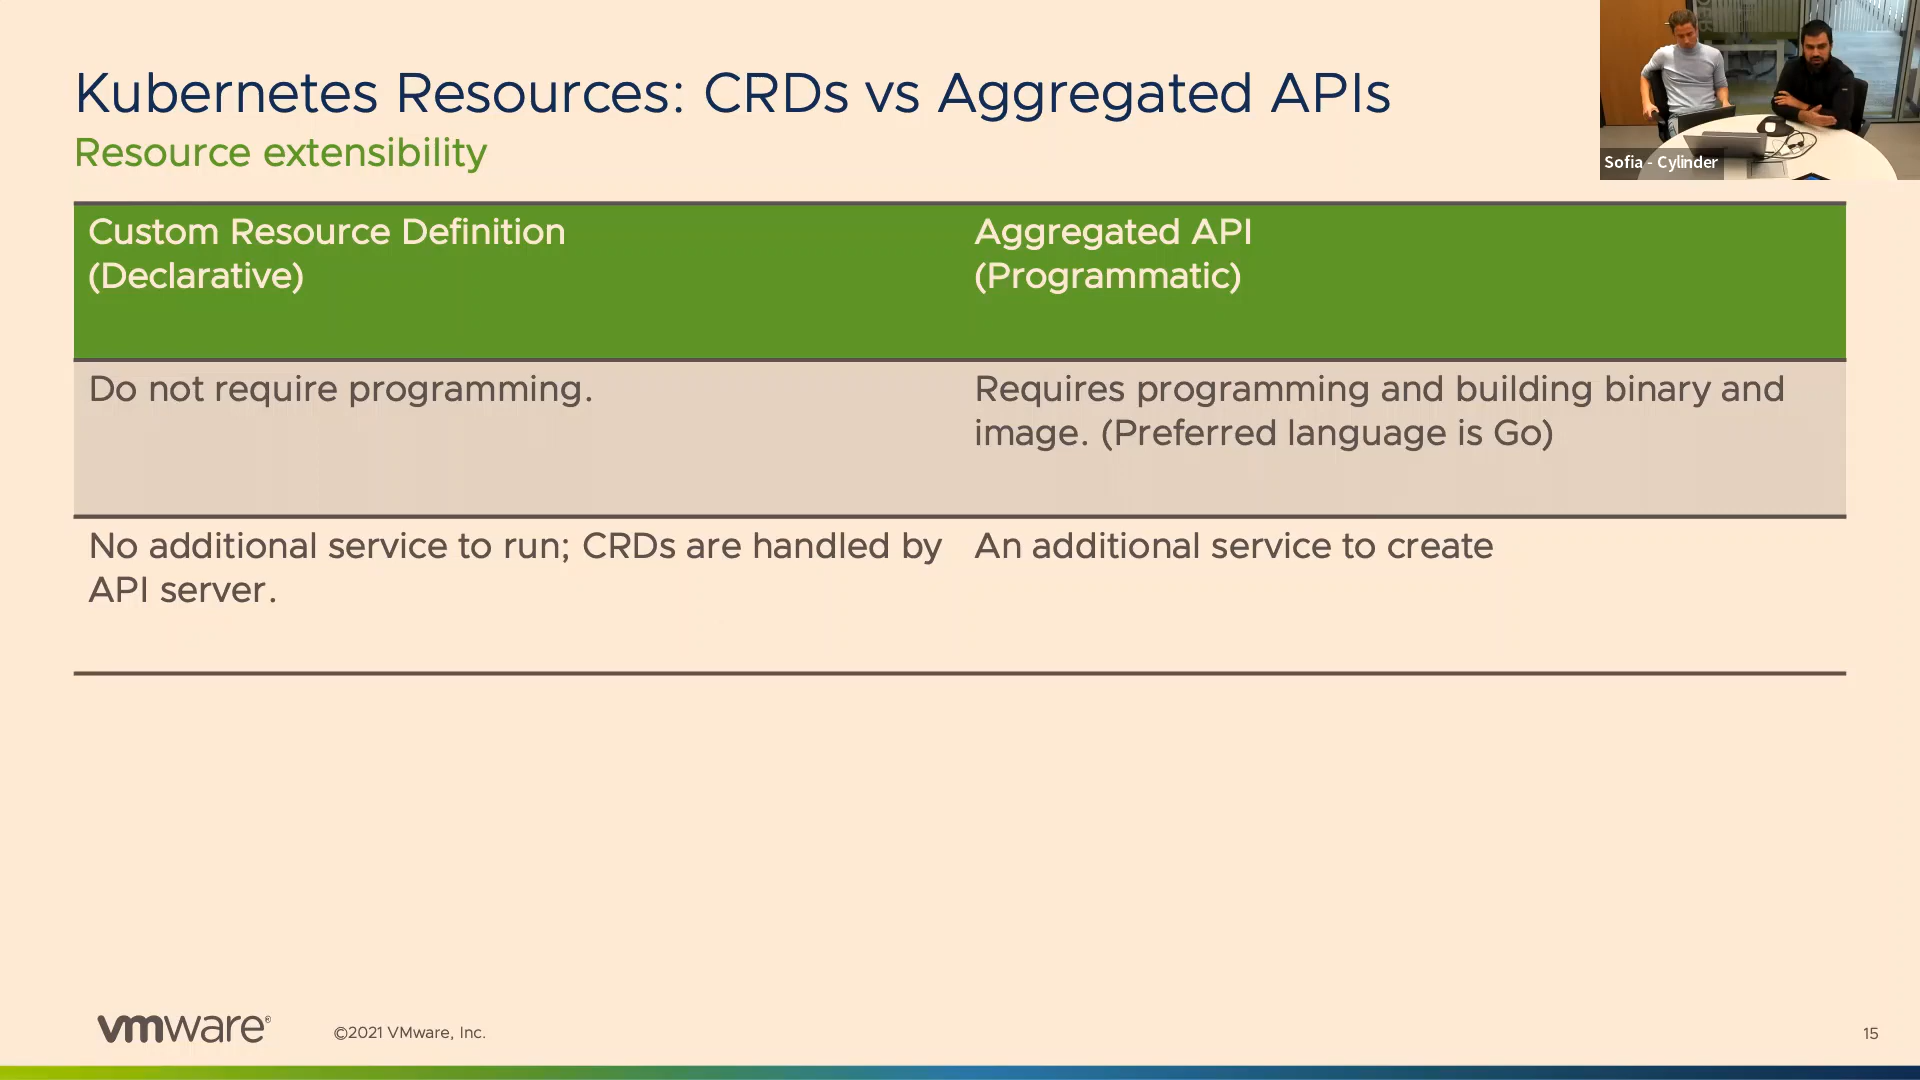 Kubernetes Resources: CRDs vs Aggregated APIs
Resource extensibility
Sofia - Cylinder
Custom Resource Definition
(Declarative)
Aggregated API
(Programmatic)
Do not require programming.
Requires programming and building binary and
image. (Preferred language is Go)
No additional service to run; CRDs are handled by
API server.
An additional service to create
vmware®
©2021 VMware, Inc.
15